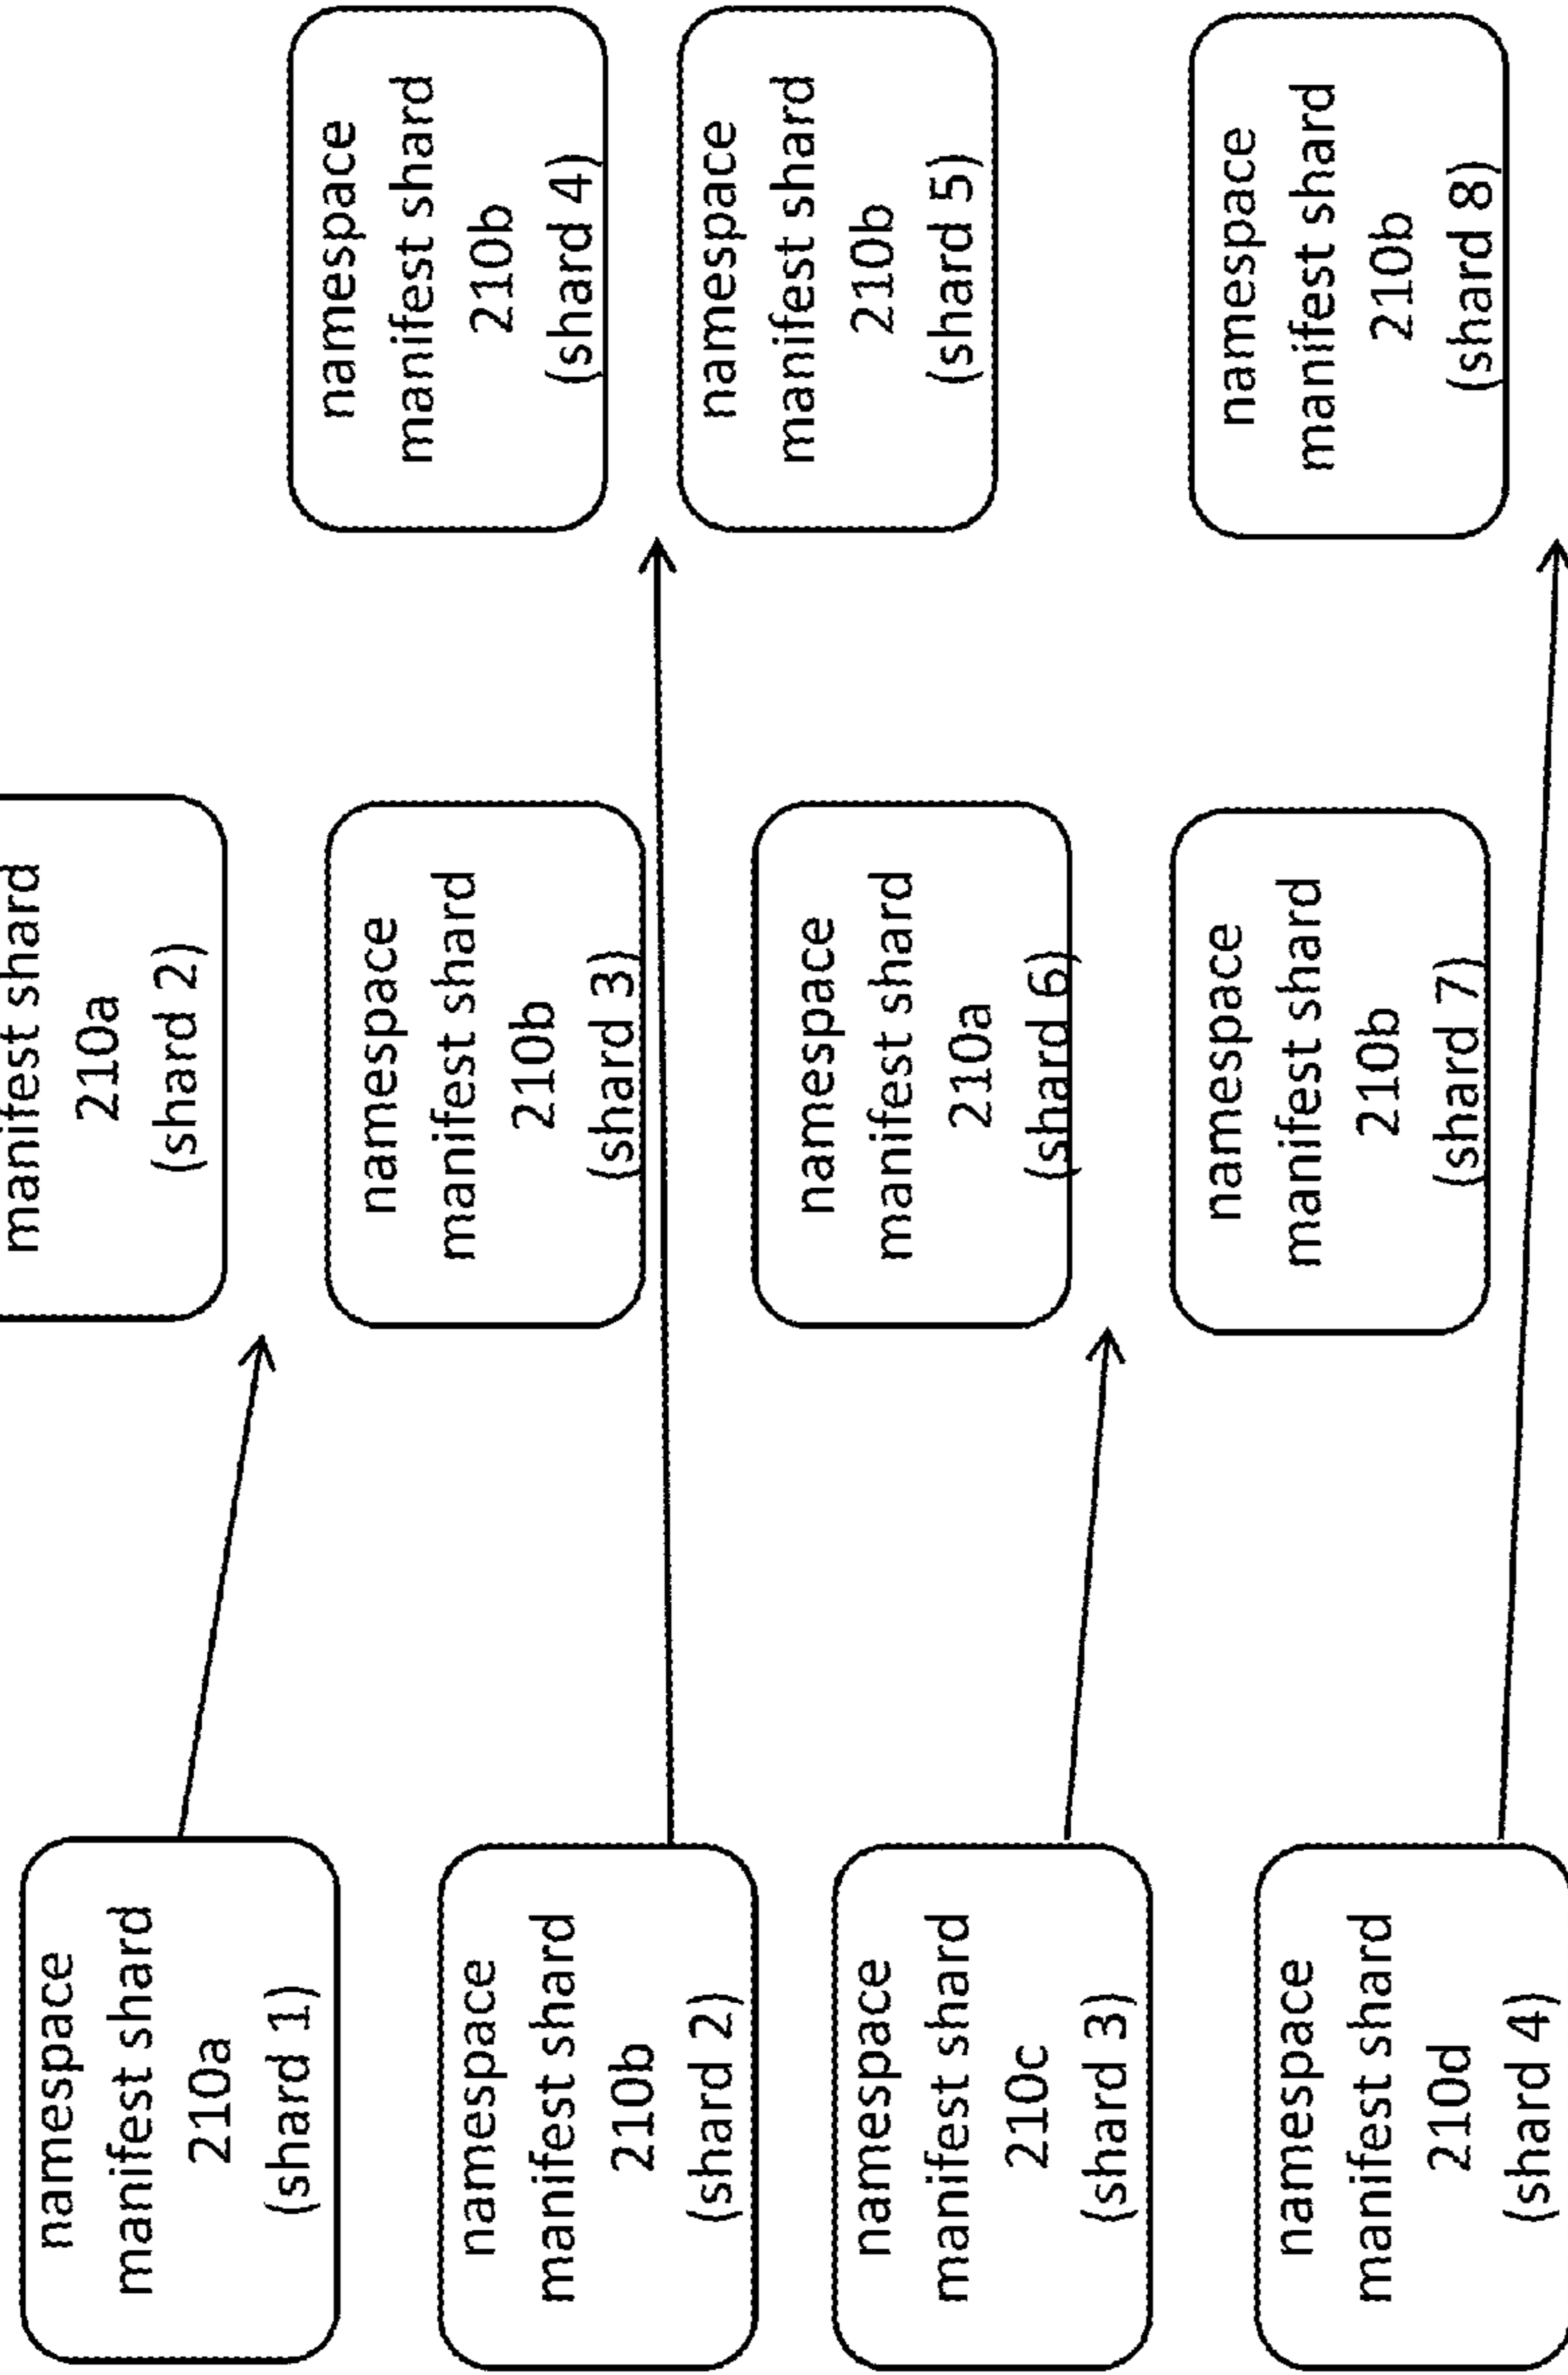 namespace
manifest shard
210a
(shard 1)
namespace
manifest shard
210b
(shard 2)
namespace
manifest shard
210c
(shard 3)
namespace
manifest shard
210d
(shard 4)
manifest shard
210a
(shard 2)
namespace
manifest shard
210b
(shard 3)
namespace
manifest shard
210a
(shard 6)
namespace
manifest shard
210b
(shard 7)
namespace
manifest shard
210b
(shard 4)
namespace
manifest shard
210b
(shard 5)
namespace
manifest shard
210b
(shard 8)